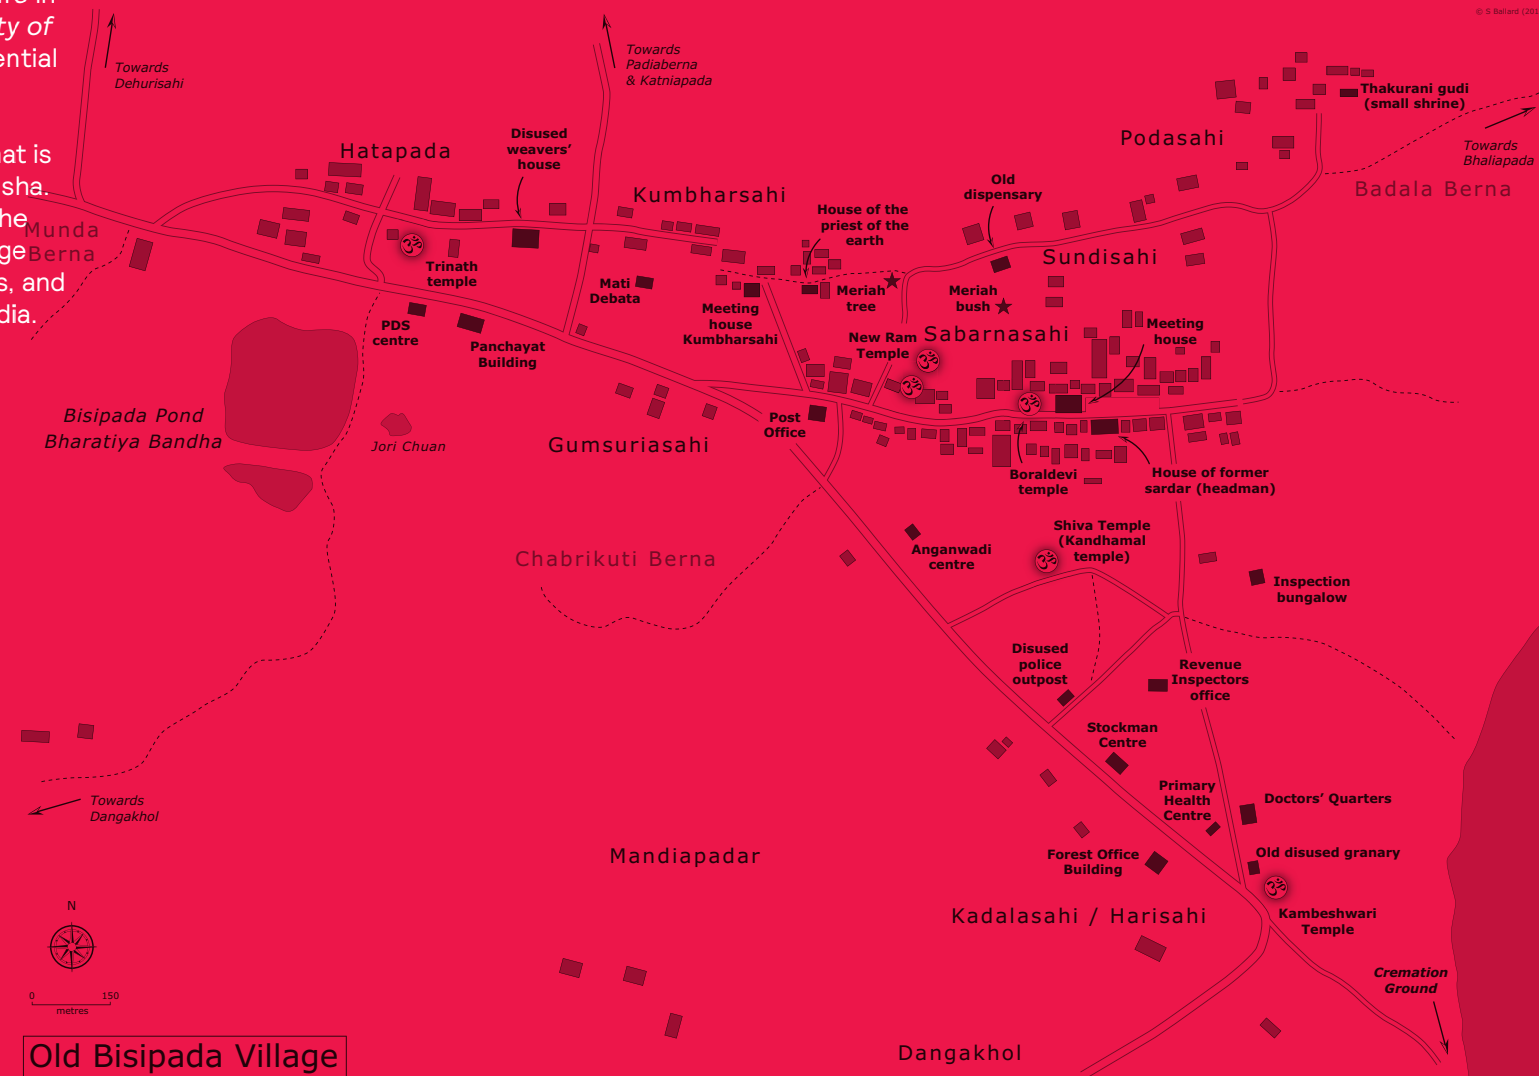 ty of
ential
at is
sha.
he
ge
s, and
dia.
© S Ballard (201
Towards
Dehurisahi
Towards
Padiaberna
& Katniapada
Thakurani gudi
(small shrine)
Towards
Bhaliapada
Podasahi
Badala Berna
Hatapada
Disused
weavers'
house
Kumbharsahi
Old
dispensary
House of the
priest of the
earth
Munda
Berna
Trinath
temple
Mati
Debata
Meeting
house
Kumbharsahi
Meriah
tree
Meriah
bush
Sundisahi
PDS
centre
Panchayat
Building
New Ram
Temple
Sabarnasahi
Meeting
house
Bisipada Pond
Bharatiya Bandha
Jori Chuan
Gumsuriasahi
Post
Office
Boraldevi
temple
House of former
sardar (headman)
Chabrikuti Berna
Anganwadi
centre
Shiva Temple
(Kandhamal
temple)
Inspection
bungalow
Disused
police
outpost
Revenue
Inspectors
office
Stockman
Centre
Primary
Health
Centre
Doctors' Quarters
Towards
Dangakhol
Mandiapadar
Forest Office
Building
Old disused granary
Kadalasahi / Harisahi
Kambeshwari
Temple
Cremation
Ground
N
0 150
metres
Dangakhol
Old Bisipada Village